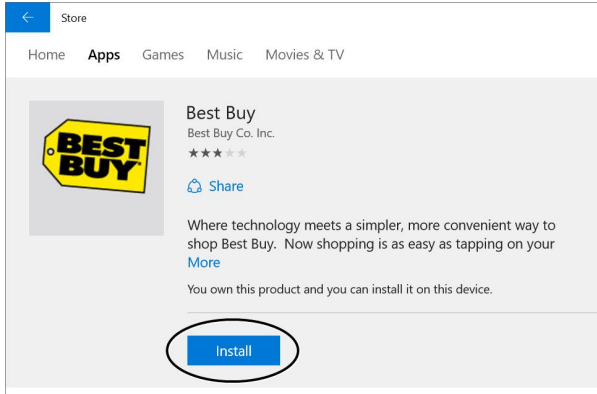 Store
Home Apps Games Music Movies & TV
BEST
BUY
Best Buy
Best Buy Co. Inc.
Share
Where technology meets a simpler, more convenient way to
shop Best Buy. Now shopping is as easy as tapping on your
More
You own this product and you can install it on this device.
Install